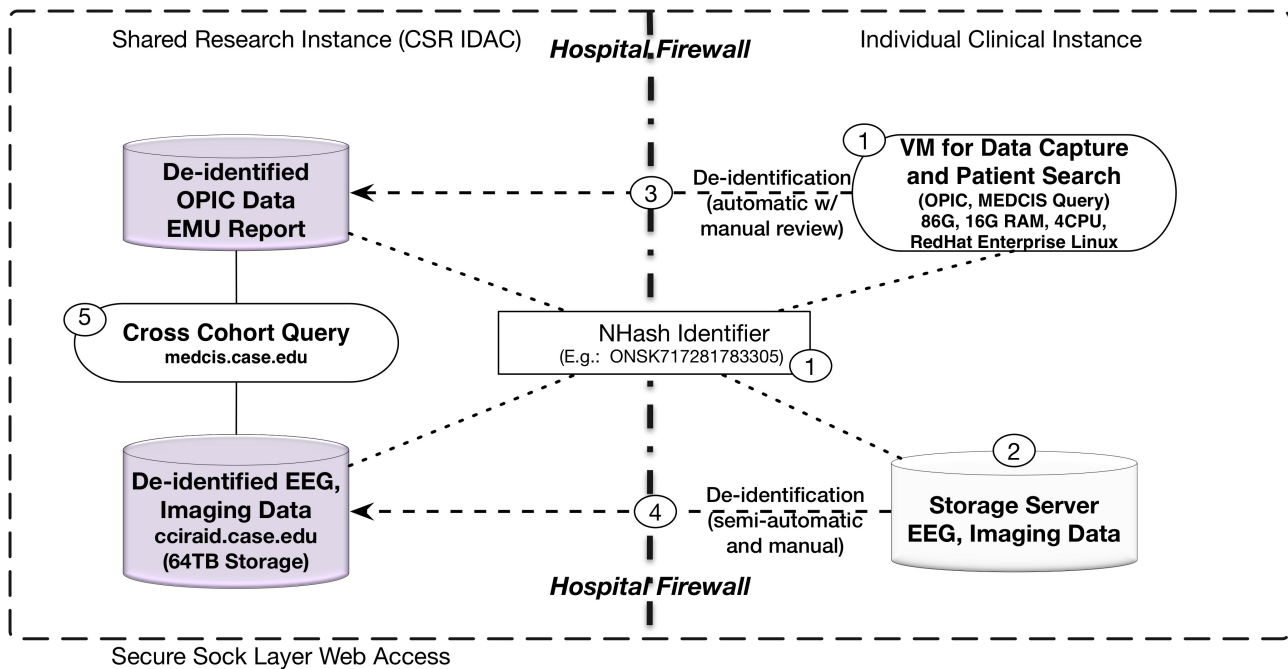 Shared Research Instance (CSR IDAC)
Hospital Firewall
Individual Clinical Instance
De-identified
OPIC Data
EMU Report
3
De-identification
(automatic w/
manual review)
1
VM for Data Capture
and Patient Search
(OPIC, MEDCIS Query)
86G, 16G RAM, 4CPU,
RedHat Enterprise Linux
5
Cross Cohort Query
medcis.case.edu
NHash Identifier
(E.g.: ONSK717281783305)
1
De-identified EEG,
Imaging Data
cciraid.case.edu
(64TB Storage)
4
De-identification
(semi-automatic
and manual)
2
Storage Server
EEG, Imaging Data
Hospital Firewall
Secure Sock Layer Web Access